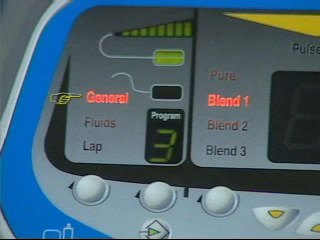 Pulse
Pure
General
Blend 1
Program
Fluids
3
Blend 2
Lap
Blend 3